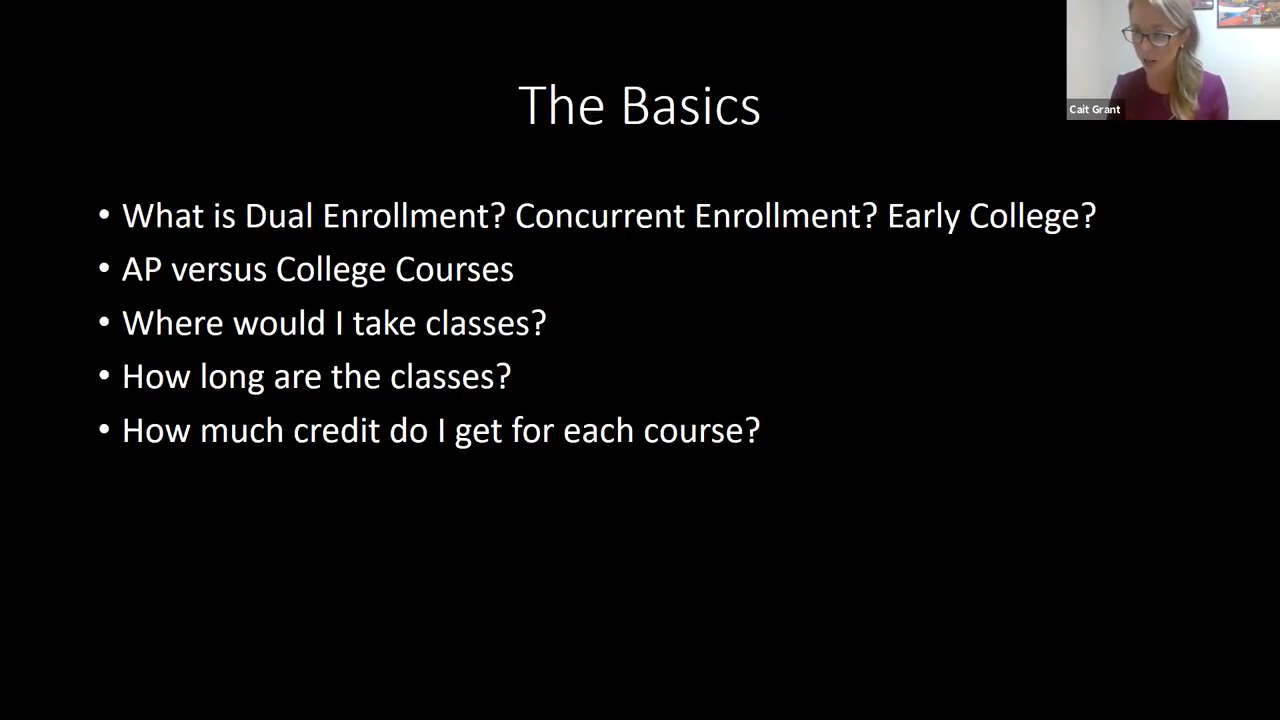 The Basics
Cait Grant
• What is Dual Enrollment? Concurrent Enrollment? Early College?
• AP versus College Courses
• Where would I take classes?
• How long are the classes?
• How much credit do I get for each course?